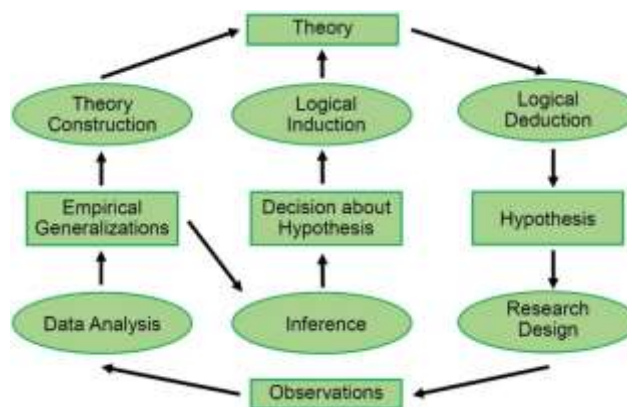 Theory
Theory
Construction
Logical
Induction
Logical
Deduction
Empirical
Generalizations
Decision about
Hypothesis
Hypothesis
Data Analysis
Inference
Research
Design
Observations